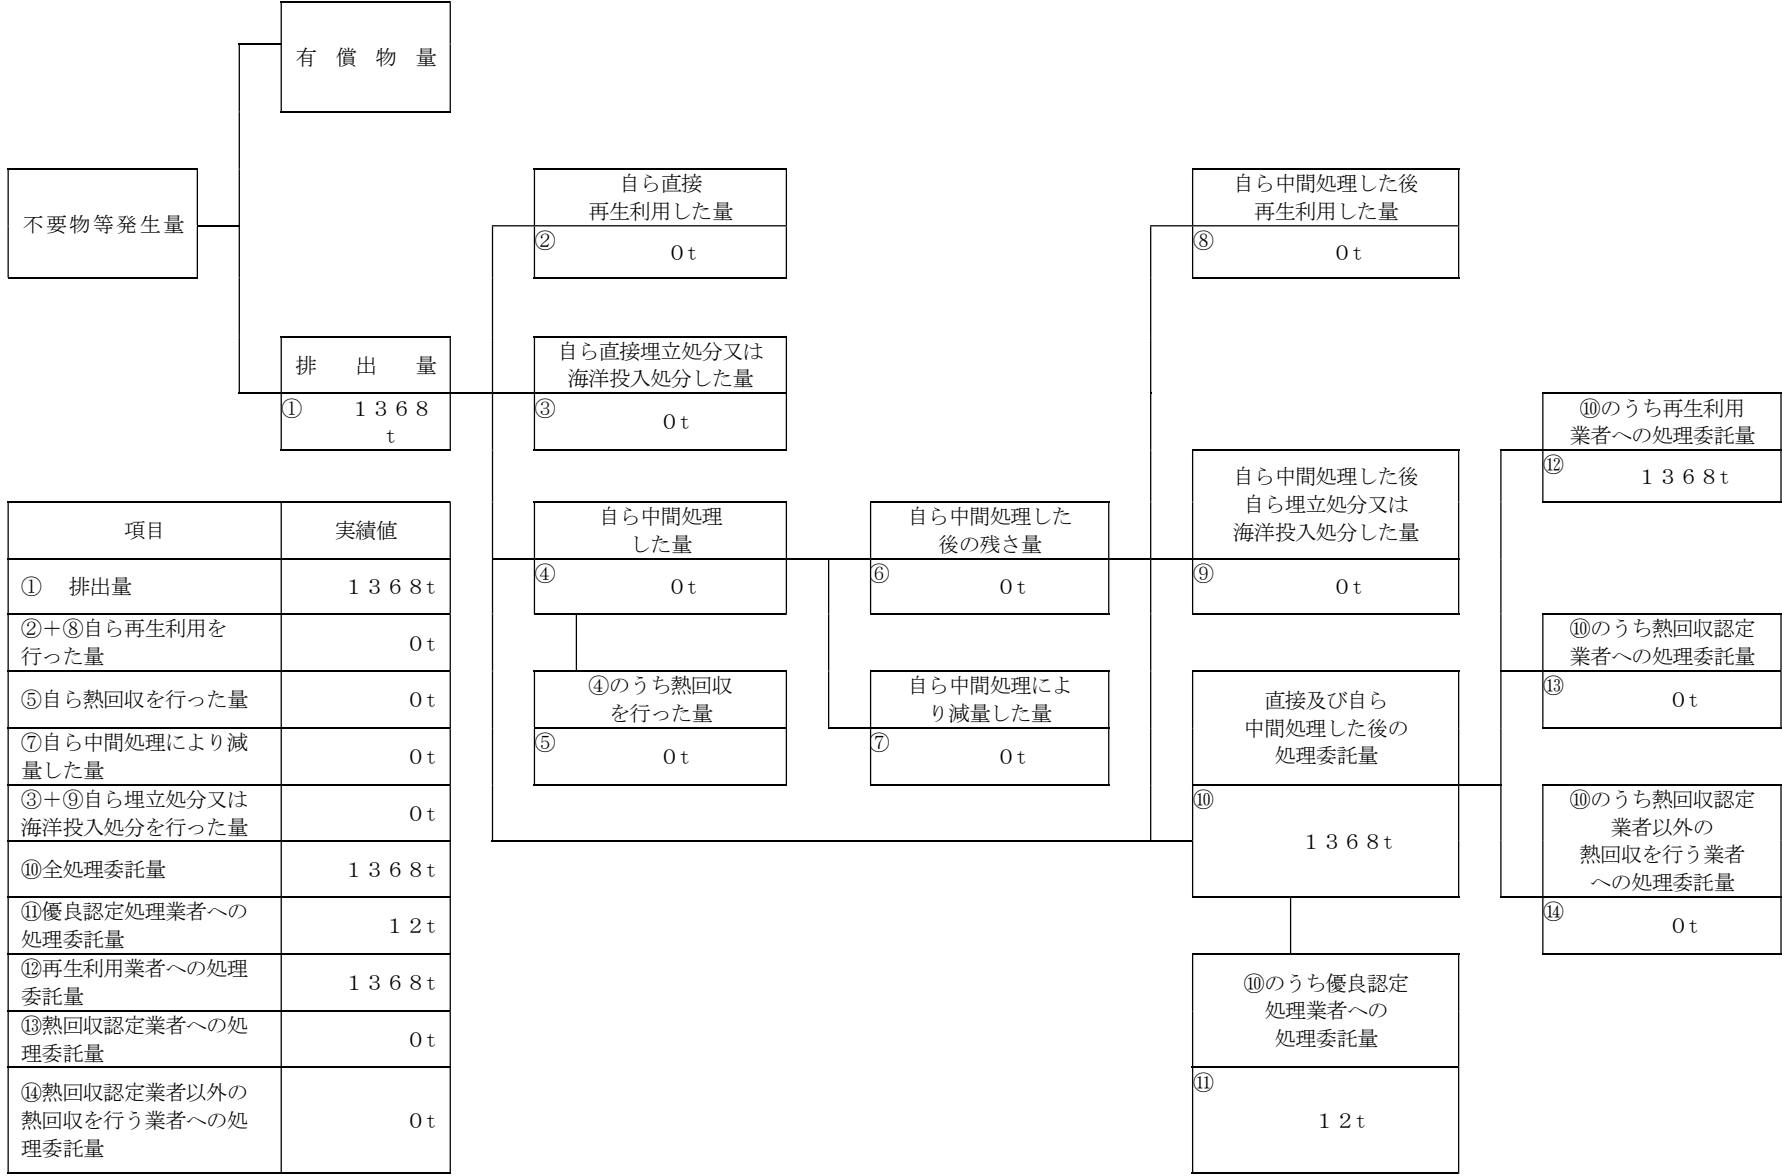 有　償　物　量
不要物等発生量
自ら直接
再生利用した量
②
０ｔ
自ら中間処理した後
再生利用した量
⑧
０ｔ
排　出　量
①
１３６８
ｔ
自ら直接埋立処分又は
海洋投入処分した量
③
０ｔ
⑩のうち再生利用
業者への処理委託量
⑫
１３６８ｔ
自ら中間処理した後
自ら埋立処分又は
海洋投入処分した量
⑨
０ｔ
自ら中間処理
した量
④
０ｔ
自ら中間処理した
後の残さ量
⑥
０ｔ
⑩のうち熱回収認定
業者への処理委託量
⑬
０ｔ
④のうち熱回収
を行った量
⑤
０ｔ
自ら中間処理によ
り減量した量
⑦
０ｔ
直接及び自ら
中間処理した後の
処理委託量
⑩
１３６８ｔ
⑩のうち熱回収認定
業者以外の
熱回収を行う業者
への処理委託量
⑭
０ｔ
⑩のうち優良認定
処理業者への
処理委託量
⑪
１２ｔ
項目　実績値
①　排出量　１３６８ｔ
②＋⑧自ら再生利用を
行った量
０ｔ
⑤自ら熱回収を行った量　０ｔ
⑦自ら中間処理により減
量した量
０ｔ
③＋⑨自ら埋立処分又は
海洋投入処分を行った量
０ｔ
⑩全処理委託量　１３６８ｔ
⑪優良認定処理業者への
処理委託量
１２ｔ
⑫再生利用業者への処理
委託量
１３６８ｔ
⑬熱回収認定業者への処
理委託量
０ｔ
⑭熱回収認定業者以外の
熱回収を行う業者への処
理委託量
０ｔ